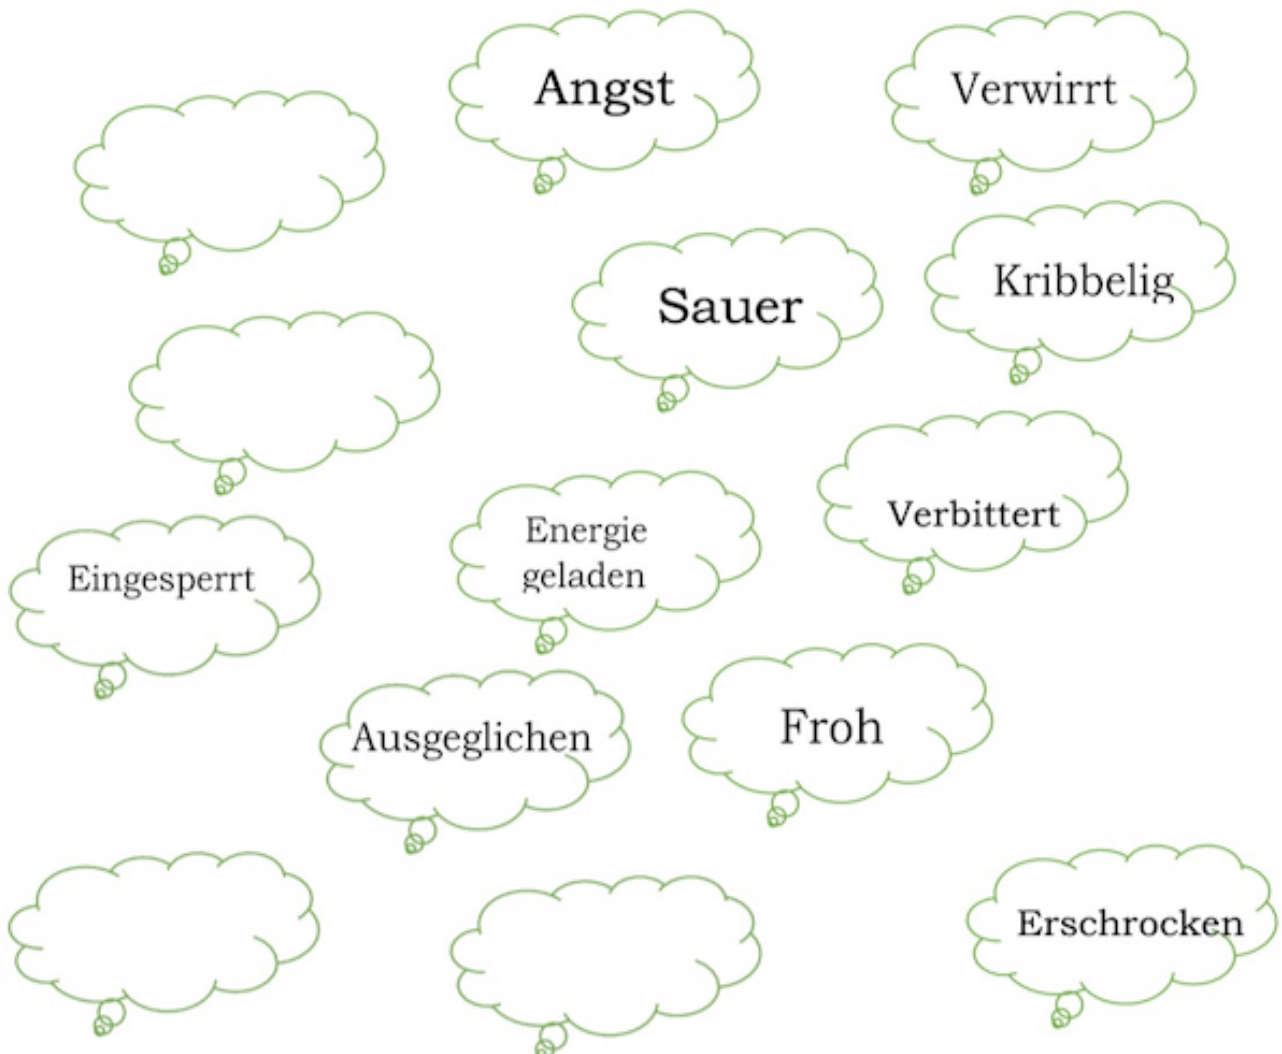 Angst
Verwirrt
Kribbelig
Sauer
Verbittert
Energie
geladen
Eingesperrt
Ausgeglichen
Froh
Erschrocken